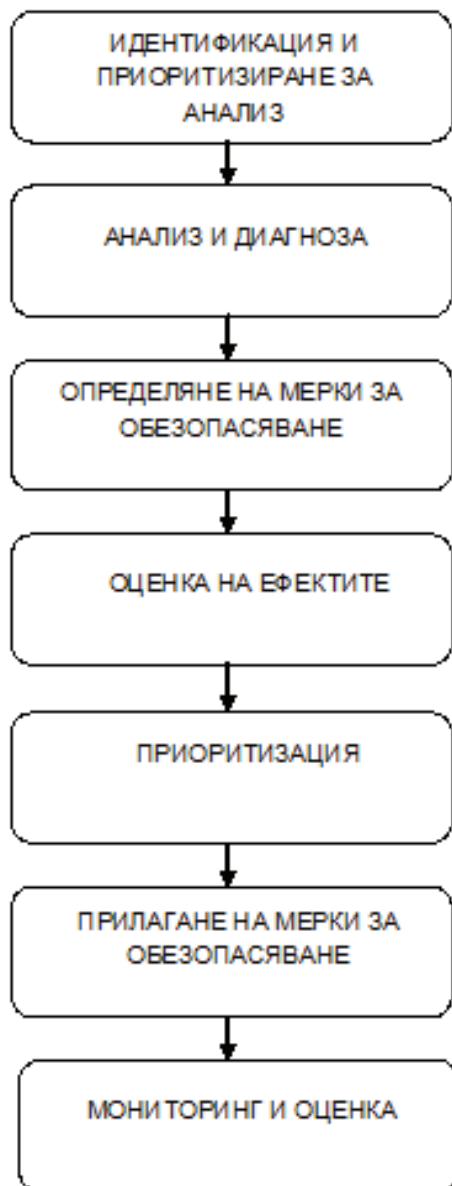 ИДЕНТИФИКАЦИЯ И
ПРИОРИТИЗИРАНЕ ЗА
АНАЛИЗ
АНАЛИЗ И ДИАГНОЗА
ОПРЕДЕЛЯНЕ НА МЕРКИ ЗА
ОБЕЗОПАСЯВАНЕ
ОЦЕНКА НА ЕФЕКТИТЕ
ПРИОРИТИЗАЦИЯ
ПРИЛАГАНЕ НА МЕРКИ ЗА
ОБЕЗОПАСЯВАНЕ
МОНИТОРИНГ И ОЦЕНКА